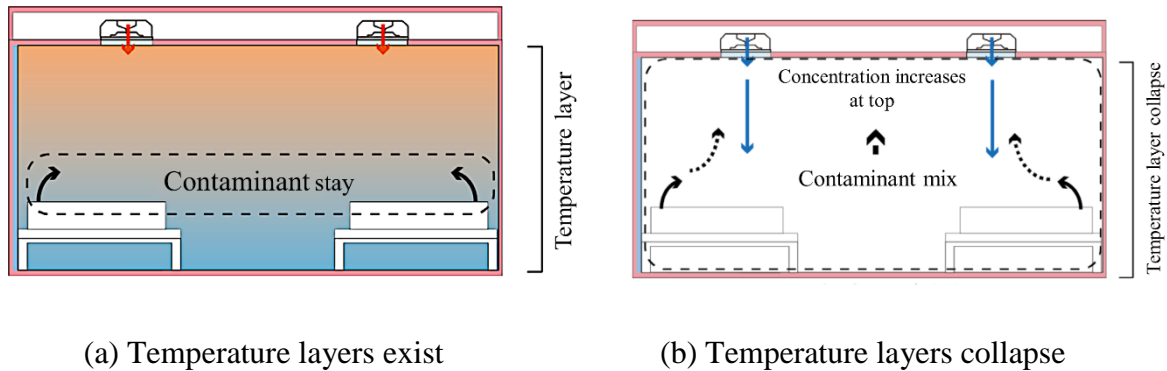 Contaminant stay
Temperature layer
Concentration increases
at top
Contaminant mix
Temperature layer collapse
(a) Temperature layers exist
(b) Temperature layers collapse